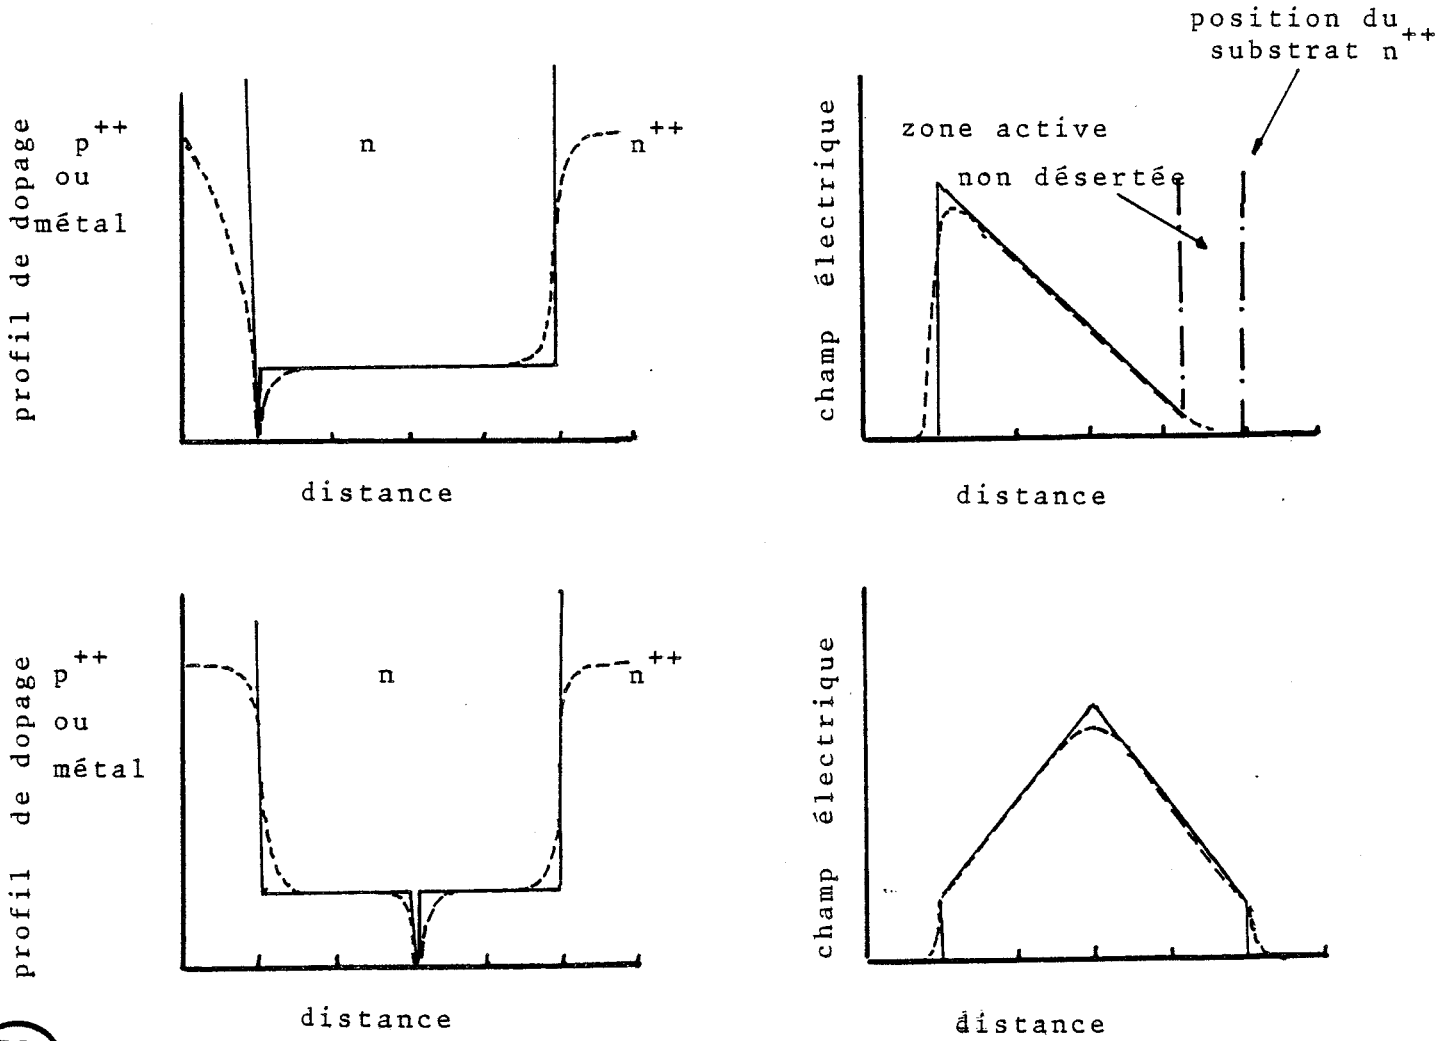 position du
substrat n++
profil de dopage
p++
ou
métal
n
n++
distance
champ électrique
zone active
non désertée
distance
profil de dopage
p++
ou
métal
n
n++
distance
champ électrique
distance